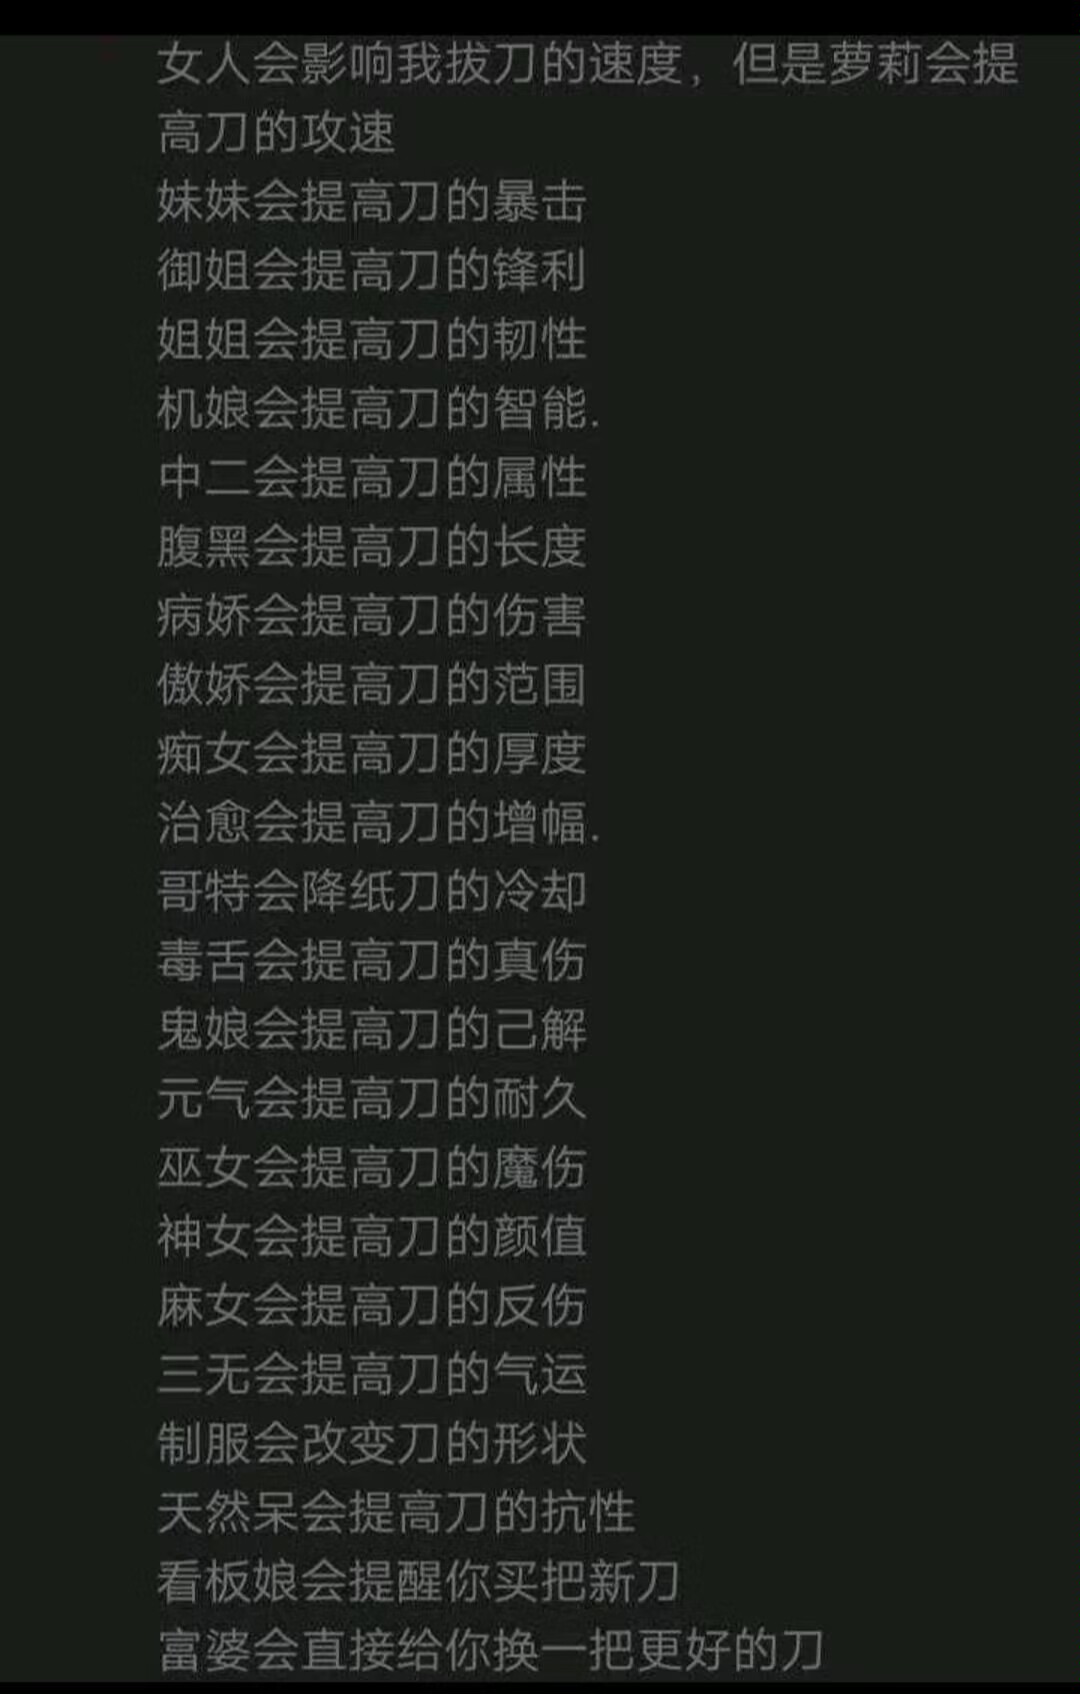 女人会影响我拔刀的速度，但是萝莉会提
高刀的攻速
妹妹会提高刀的暴击
御姐会提高刀的锋利
姐姐会提高刀的韧性
机娘会提高刀的智能.
中二会提高刀的属性
腹黑会提高刀的长度
病娇会提高刀的伤害
傲娇会提高刀的范围
痴女会提高刀的厚度
治愈会提高刀的增幅.
哥特会降纸刀的冷却
毒舌会提高刀的真伤
鬼娘会提高刀的己解
元气会提高刀的耐久
巫女会提高刀的魔伤
神女会提高刀的颜值
麻女会提高刀的反伤
三无会提高刀的气运
制服会改变刀的形状
天然呆会提高刀的抗性
看板娘会提醒你买把新刀
富婆会直接给你换一把更好的刀